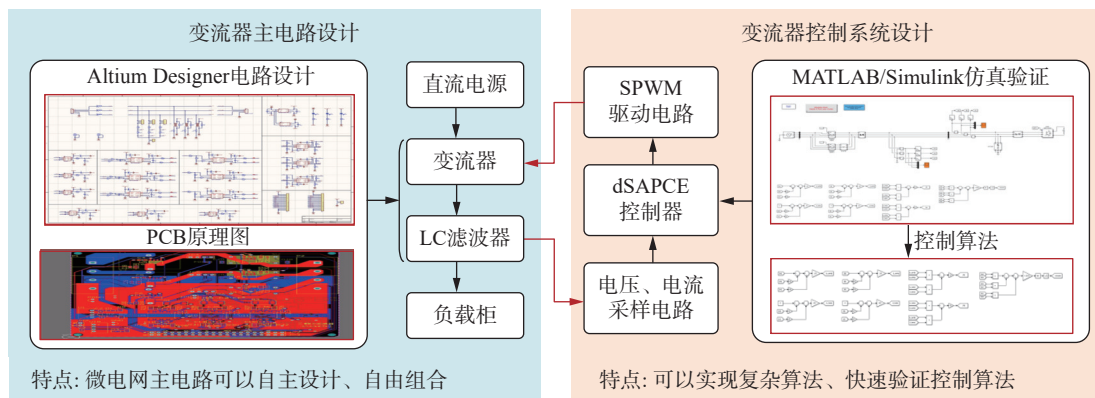 变流器主电路设计
Altium Designer电路设计
PCB原理图
直流电源
变流器
LC滤波器
负载柜
特点: 微电网主电路可以自主设计、自由组合
变流器控制系统设计
SPWM
驱动电路
dSAPCE
控制器
电压、电流
采样电路
MATLAB/Simulink仿真验证
控制算法
特点: 可以实现复杂算法、快速验证控制算法